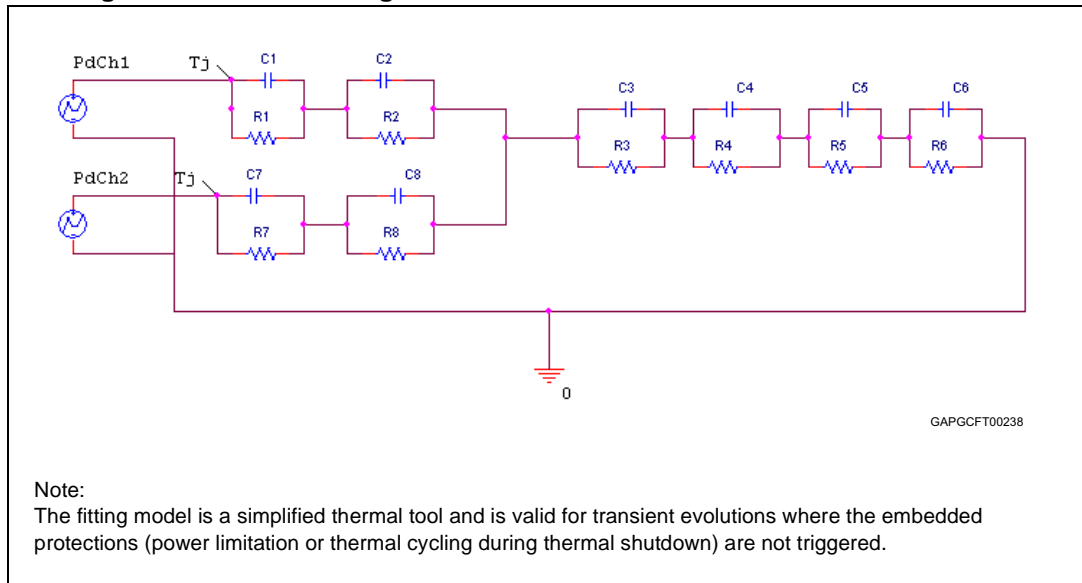 PdCh1 Tj C1 C2
R1 R2
C3 C4 C5 C6
R3 R4 R5 R6
PdCh2 Tj C7 C8
R7 R8
0
GAPGCFT00238
Note:
The fitting model is a simplified thermal tool and is valid for transient evolutions where the embedded
protections (power limitation or thermal cycling during thermal shutdown) are not triggered.